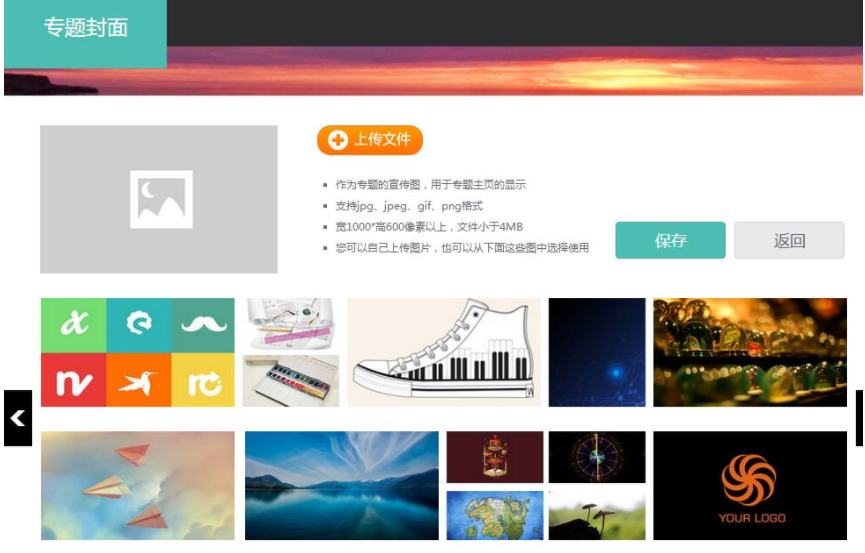 专题封面
上传文件
作为专题的宣传图，用于专题主页的显示
支持jpg、jpeg、gif、png格式
宽1000*高600像素以上，文件小于4MB
您可以自己上传图片，也可以从下面这些图中选择使用
保存
返回
YOUR LOGO